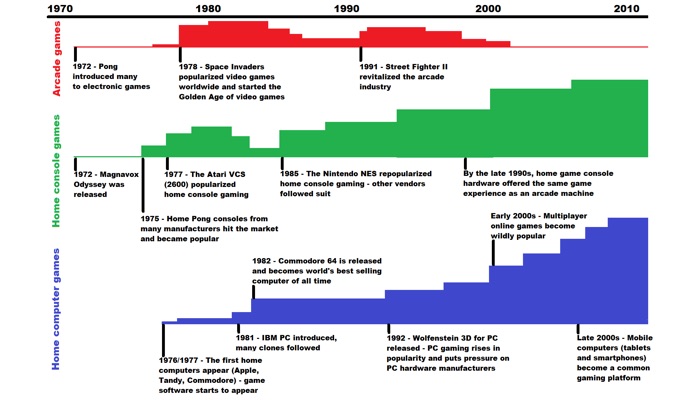 1970 1980 1990 2000 2010
Arcade games
1972 - Pong
introduced many
to electronic games
1978 - Space Invaders
popularized video games
worldwide and started the
Golden Age of video games
1991 - Street Fighter II
revitalized the arcade
industry
Home console games
1972 - Magnavox
Odyssey was
released
1977 - The Atari VCS
(2600) popularized
home console gaming
1985 - The Nintendo NES repopularized
home console gaming - other vendors
followed suit
By the late 1990s, home game console
hardware offered the same game
experience as an arcade machine
1975 - Home Pong consoles from
many manufacturers hit the market
and became popular
Early 2000s - Multiplayer
online games become
wildly popular
Home computer games
1982 - Commodore 64 is released
and becomes world's best selling
computer of all time
1981 - IBM PC introduced,
many clones followed
1992 - Wolfenstein 3D for PC
released - PC gaming rises in
popularity and puts pressure on
PC hardware manufacturers
Late 2000s - Mobile
computers (tablets
and smartphones)
become a common
gaming platform
1976/1977 - The first home
computers appear (Apple,
Tandy, Commodore) - game
software starts to appear